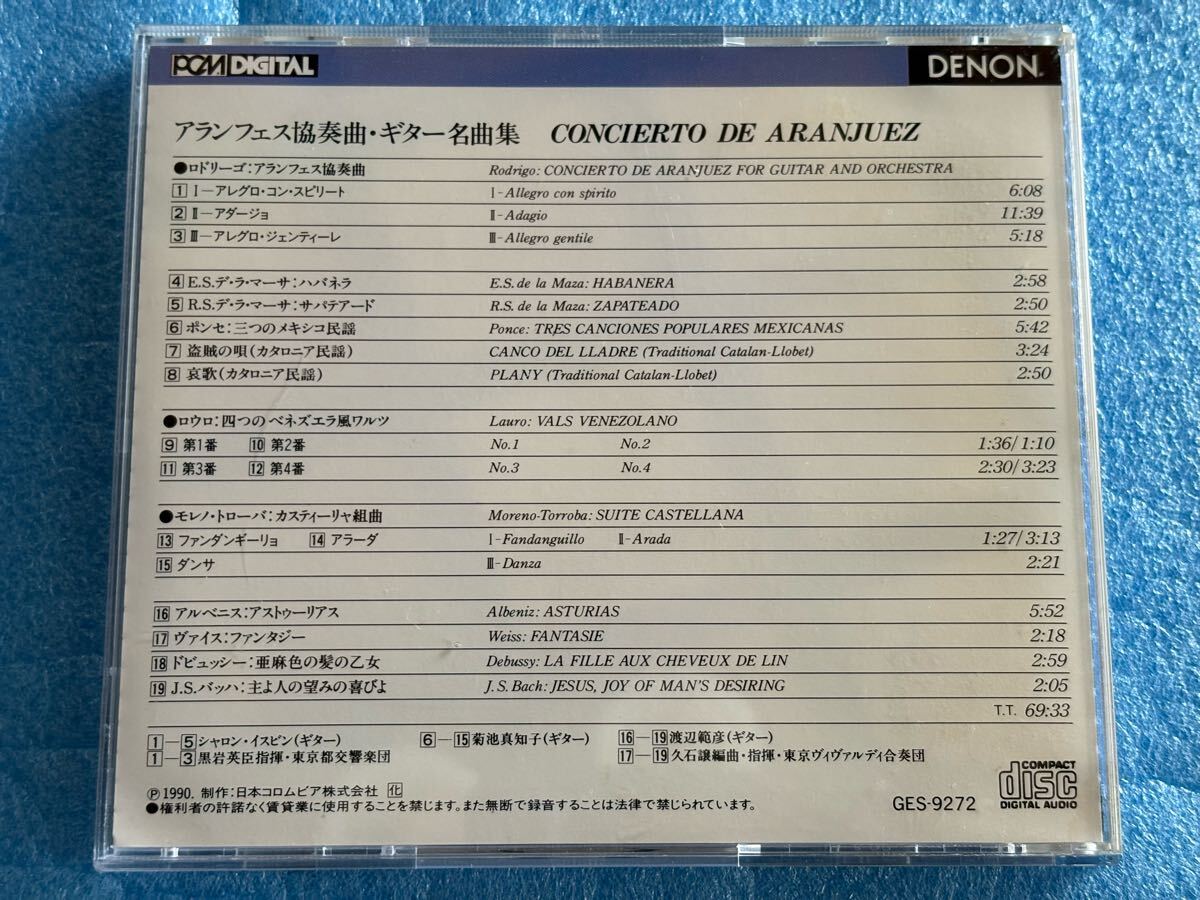 PCM DIGITAL DENON
アランフェス協奏曲・ギター名曲集 CONCIERTO DE ARANJUEZ
●ロドリーゴ:アランフェス協奏曲 Rodrigo: CONCIERTO DE ARANJUEZ FOR GUITAR AND ORCHESTRA
1 Ⅰ―アレグロ・コン・スピリート Ⅰ-Allegro con spirito 6:08
2 Ⅱ―アダージョ Ⅱ-Adagio 11:39
3 Ⅲ―アレグロ・ジェンティーレ Ⅲ-Allegro gentile 5:18
4 E.S.デ・ラ・マーサ:ハバネラ E.S. de la Maza: HABANERA 2:58
5 R.S.デ・ラ・マーサ:サパテアード R.S. de la Maza: ZAPATEADO 2:50
6 ポンセ:三つのメキシコ民謡 Ponce: TRES CANCIONES POPULARES MEXICANAS 5:42
7 盗賊の唄(カタロニア民謡) CANCO DEL LLADRE (Traditional Catalan-Llobet) 3:24
8 哀歌(カタロニア民謡) PLANY (Traditional Catalan-Llobet) 2:50
●ロウロ:四つのベネズエラ風ワルツ Lauro: VALS VENEZOLANO
9 第1番 10 第2番 No.1 No.2 1:36/1:10
11 第3番 12 第4番 No.3 No.4 2:30/3:23
●モレノ・トローバ:カスティーリャ組曲 Moreno-Torroba: SUITE CASTELLANA
13 ファンダンギーリョ 14 アラーダ Ⅰ-Fandanguillo Ⅱ-Arada 1:27/3:13
15 ダンサ Ⅲ-Danza 2:21
16 アルベニス:アストゥーリアス Albeniz: ASTURIAS 5:52
17 ヴァイス:ファンタジー Weiss: FANTASIE 2:18
18 ドビュッシー:亜麻色の髪の乙女 Debussy: LA FILLE AUX CHEVEUX DE LIN 2:59
19 J.S.バッハ:主よ人の望みの喜びよ J.S. Bach: JESUS, JOY OF MAN'S DESIRING 2:05
T.T. 69:33
1―5シャロン・イスビン(ギター) 6―15菊池真知子(ギター) 16―19渡辺範彦(ギター)
1―3黒岩英臣指揮・東京都交響楽団 17―19久石譲編曲・指揮・東京ヴィヴァルディ合奏団
℗1990. 制作:日本コロムビア株式会社 化
●権利者の許諾なく賃貸業に使用することを禁じます。また無断で録音することは法律で禁じられています。 GES-9272
COMPACT disc DIGITAL AUDIO